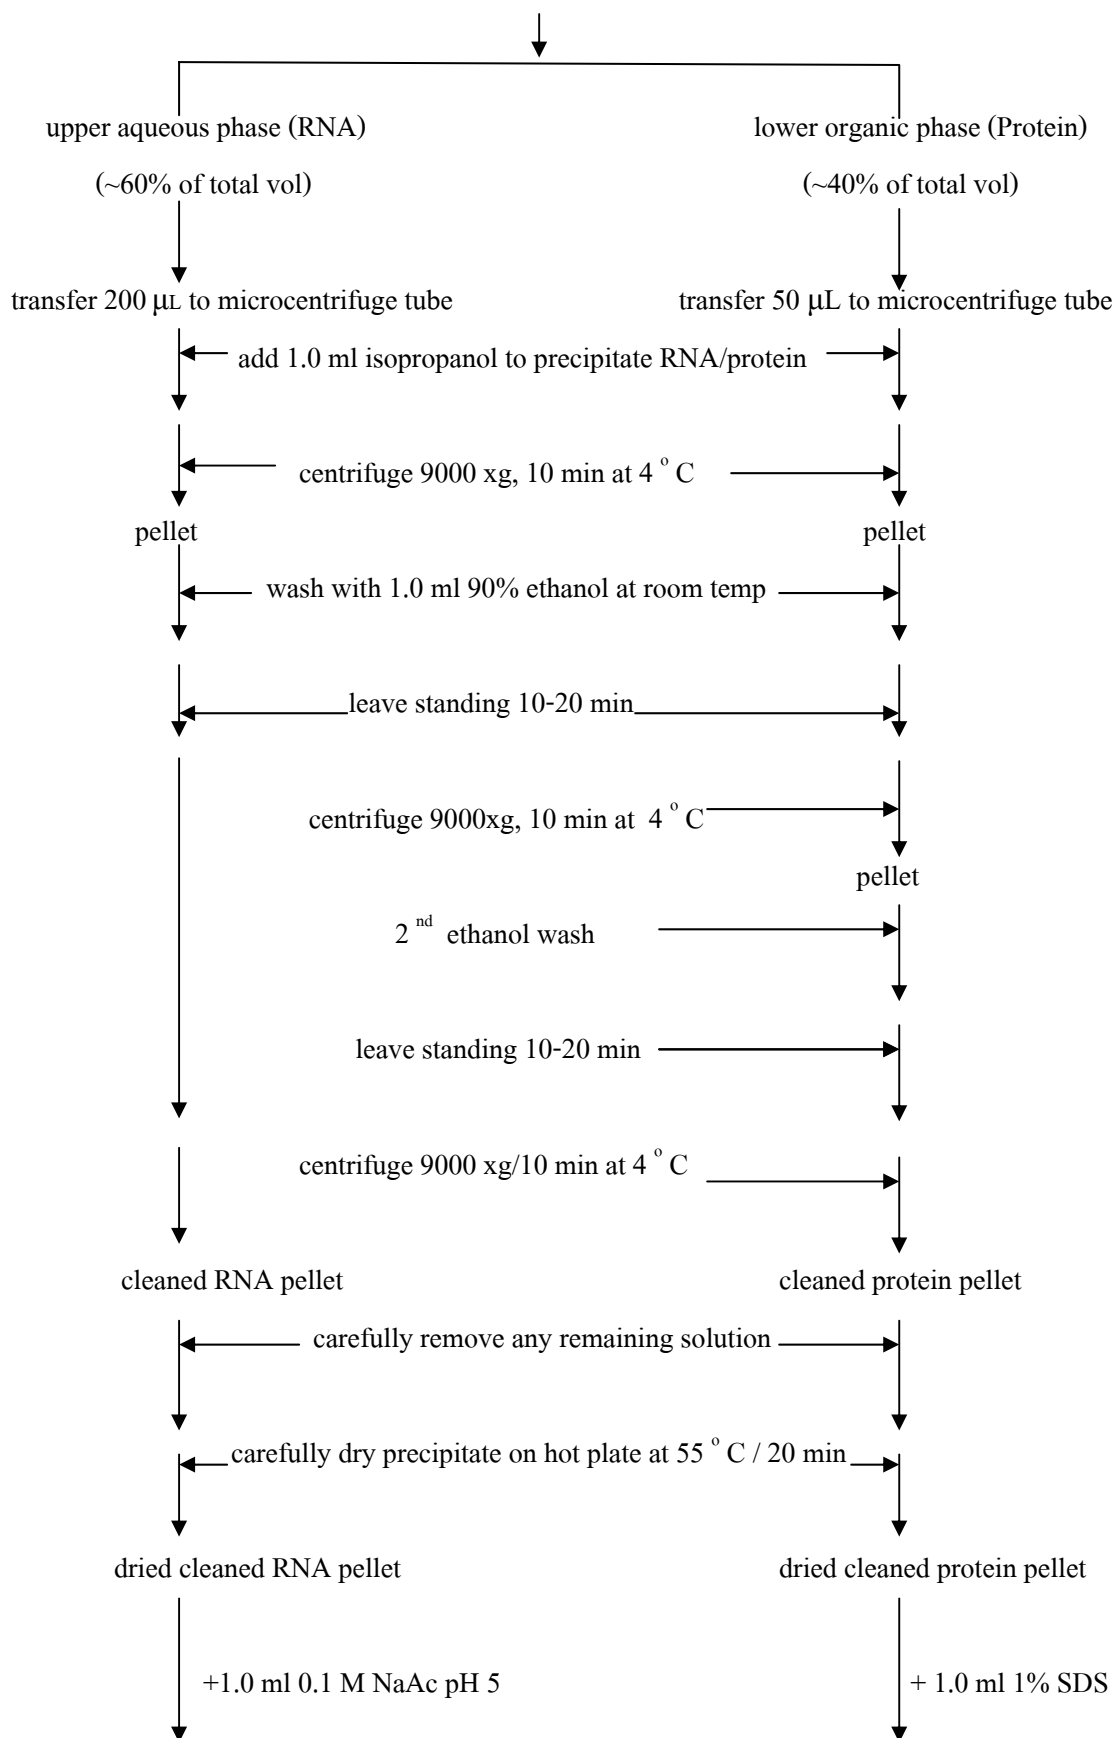 upper aqueous phase (RNA)
lower organic phase (Protein)
(~60% of total vol)
(~40% of total vol)
transfer 200 μL to microcentrifuge tube
transfer 50 μL to microcentrifuge tube
add 1.0 ml isopropanol to precipitate RNA/protein
centrifuge 9000 xg, 10 min at 4 ° C
pellet
pellet
wash with 1.0 ml 90% ethanol at room temp
leave standing 10-20 min
centrifuge 9000xg, 10 min at 4 ° C
pellet
2 nd ethanol wash
leave standing 10-20 min
centrifuge 9000 xg/10 min at 4 ° C
cleaned RNA pellet
cleaned protein pellet
carefully remove any remaining solution
carefully dry precipitate on hot plate at 55 ° C / 20 min
dried cleaned RNA pellet
dried cleaned protein pellet
+1.0 ml 0.1 M NaAc pH 5
+ 1.0 ml 1% SDS